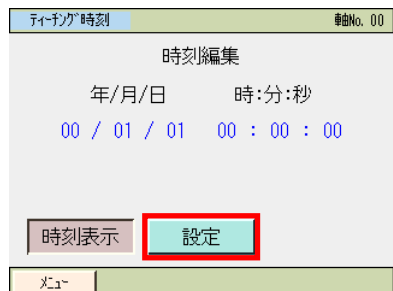 ﾃｨｰﾁﾝｸﾞ時刻 軸No. 00
時刻編集
年/月/日 時:分:秒
00 / 01 / 01 00 : 00 : 00
時刻表示 設定
ﾒﾆｭｰ